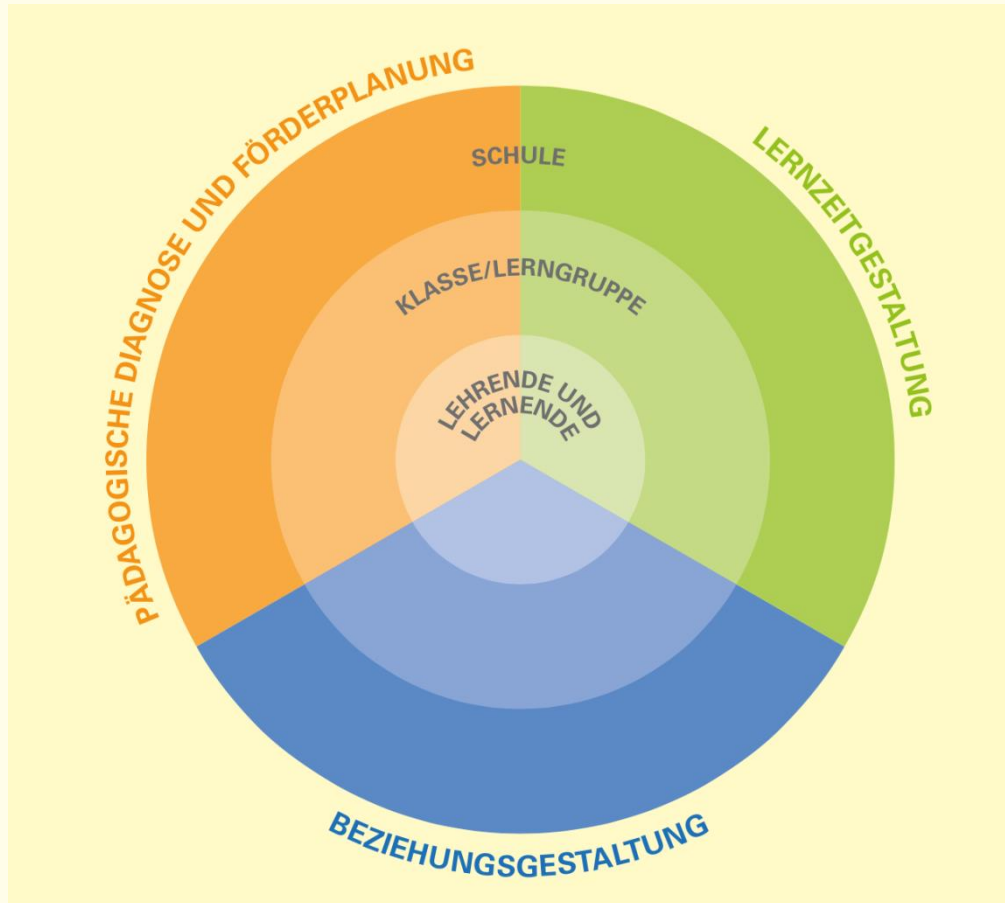 PÄDAGOGISCHE DIAGNOSE UND FÖRDERPLANUNG
LERNZEITGESTALTUNG
SCHULE
KLASSE/LERNGRUPPE
LEHRENDE UND
LERNENDE
BEZIEHUNGSGESTALTUNG